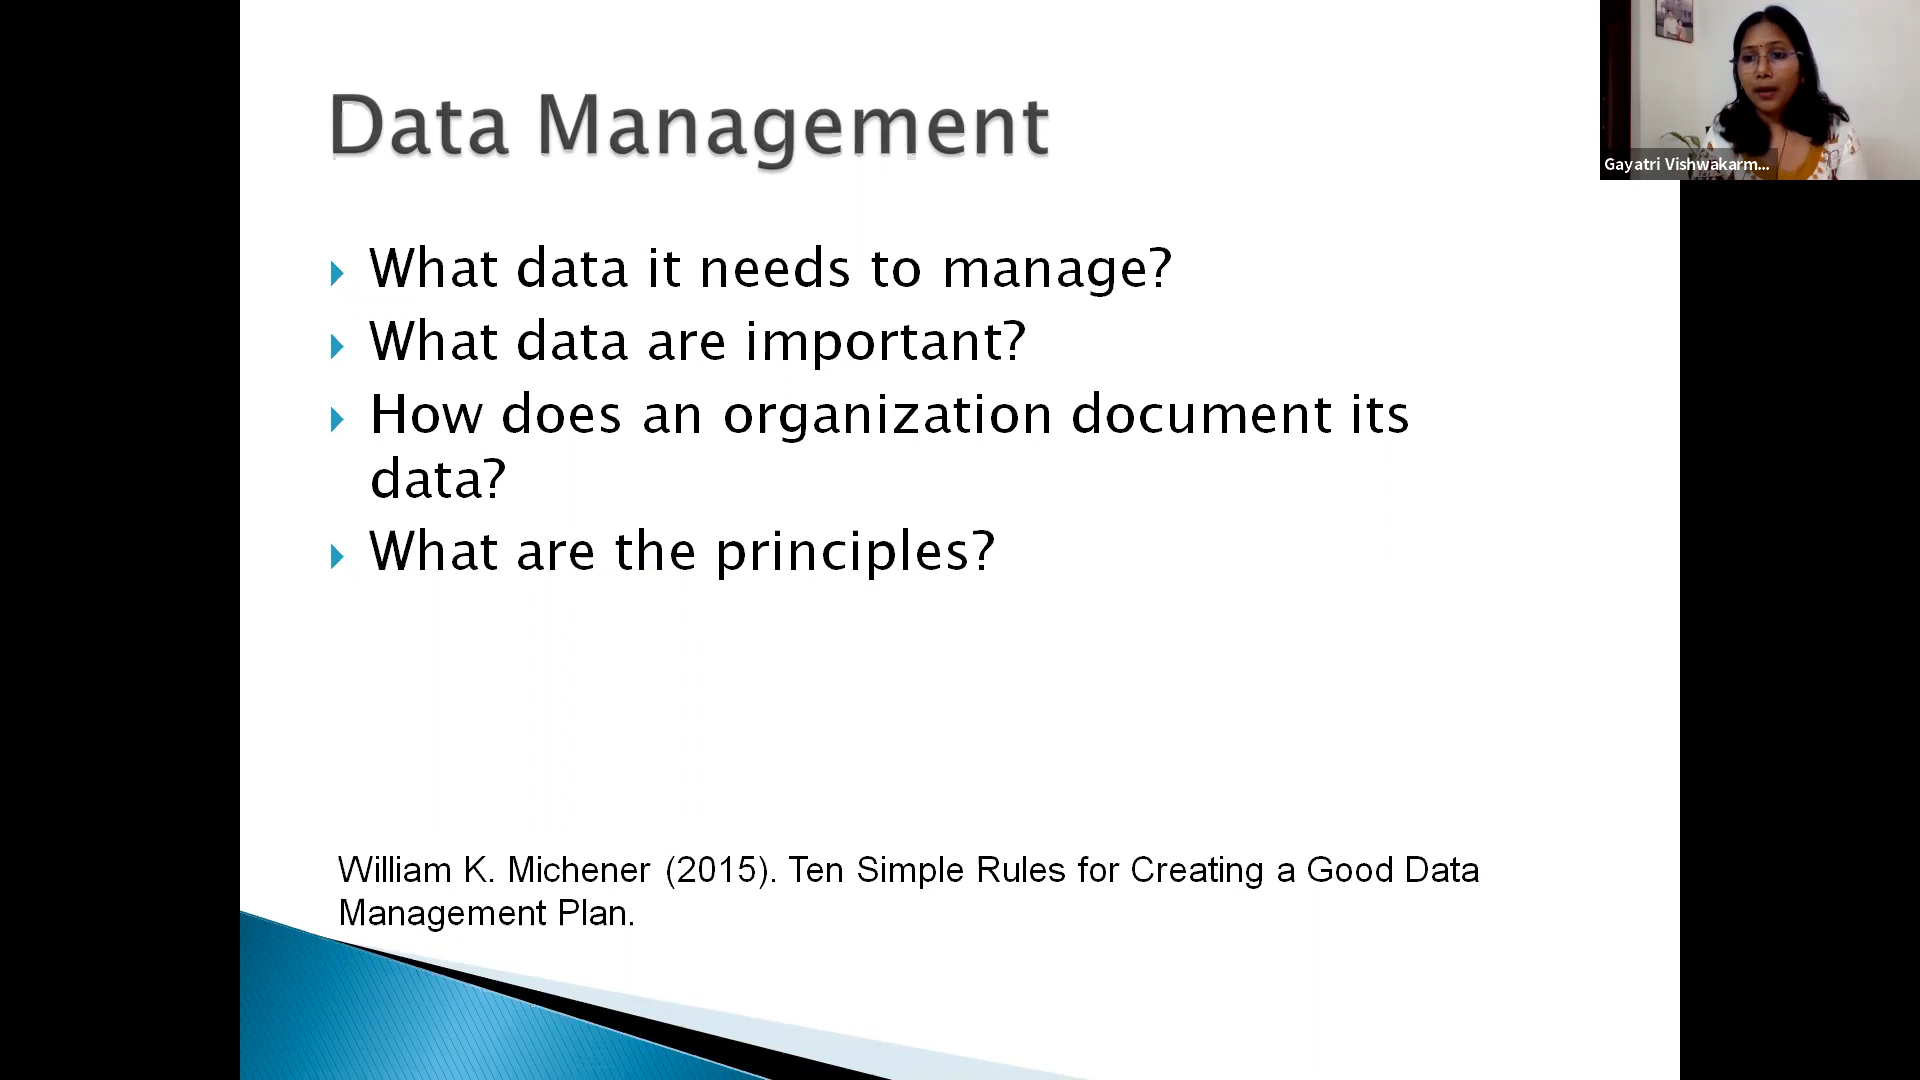 Data Management
What data it needs to manage?
What data are important?
How does an organization document its
data?
What are the principles?
William K. Michener (2015). Ten Simple Rules for Creating a Good Data
Management Plan.
Gayatri Vishwakarm...